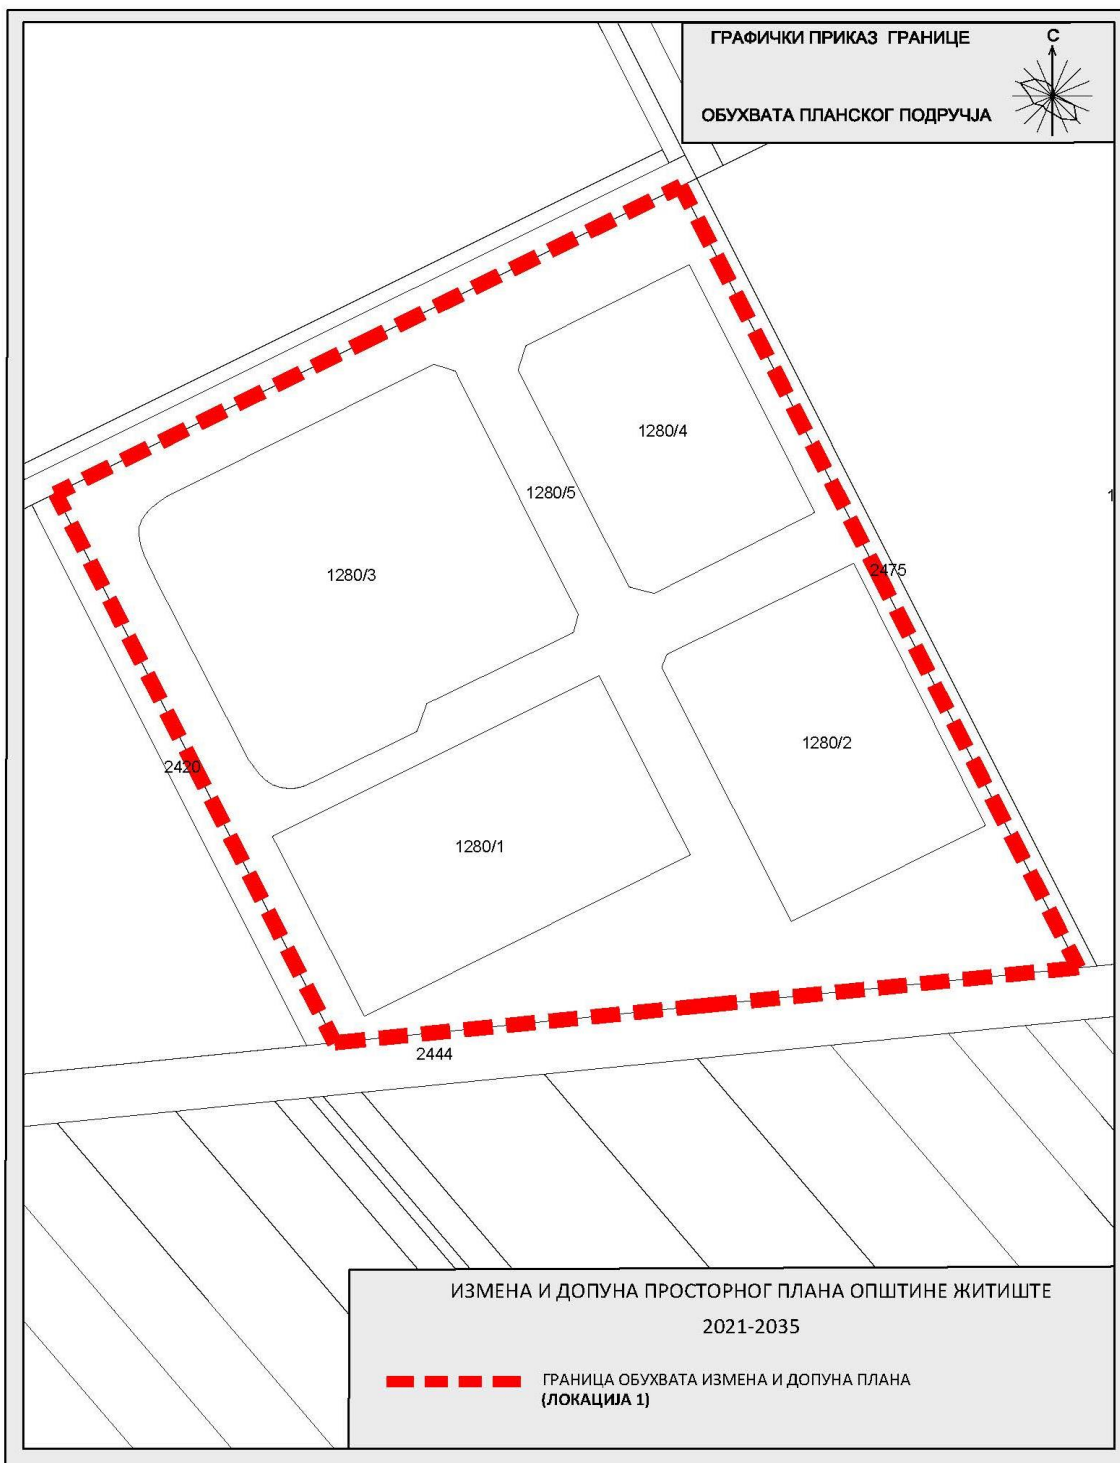 ГРАФИЧКИ ПРИКАЗ ГРАНИЦЕ
С
ОБУХВАТА ПЛАНСКОГ ПОДРУЧЈА
1280/4
1280/5
1
1280/3
2475
1280/2
2420
1280/1
2444
ИЗМЕНА И ДОПУНА ПРОСТОРНОГ ПЛАНА ОПШТИНЕ ЖИТИШТЕ
2021-2035
ГРАНИЦА ОБУХВАТА ИЗМЕНА И ДОПУНА ПЛАНА
(ЛОКАЦИЈА 1)